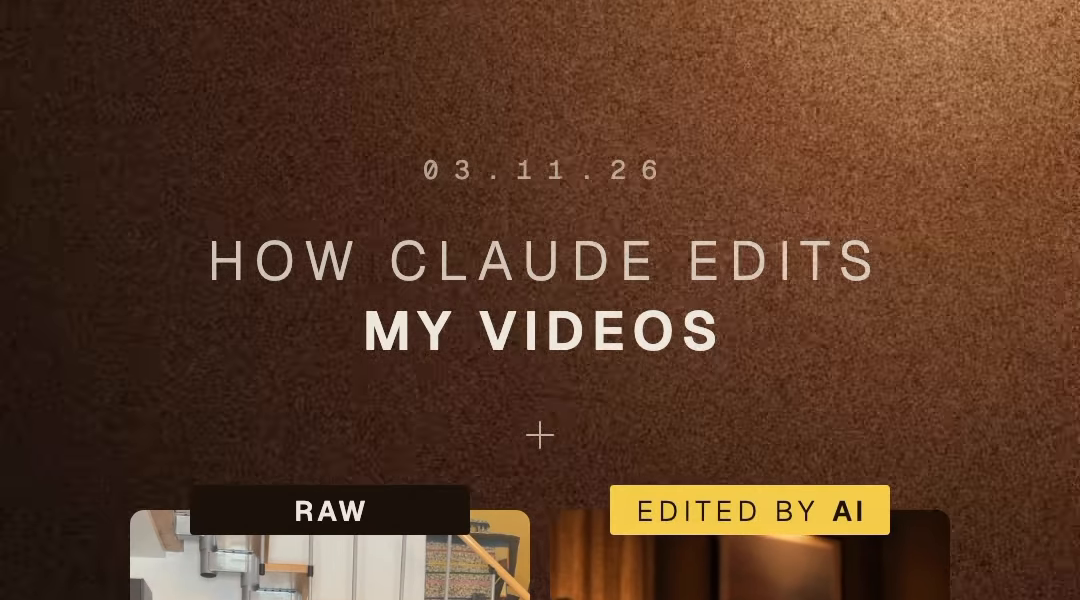 03.11.26
HOW CLAUDE EDITS
MY VIDEOS
RAW
EDITED BY AI